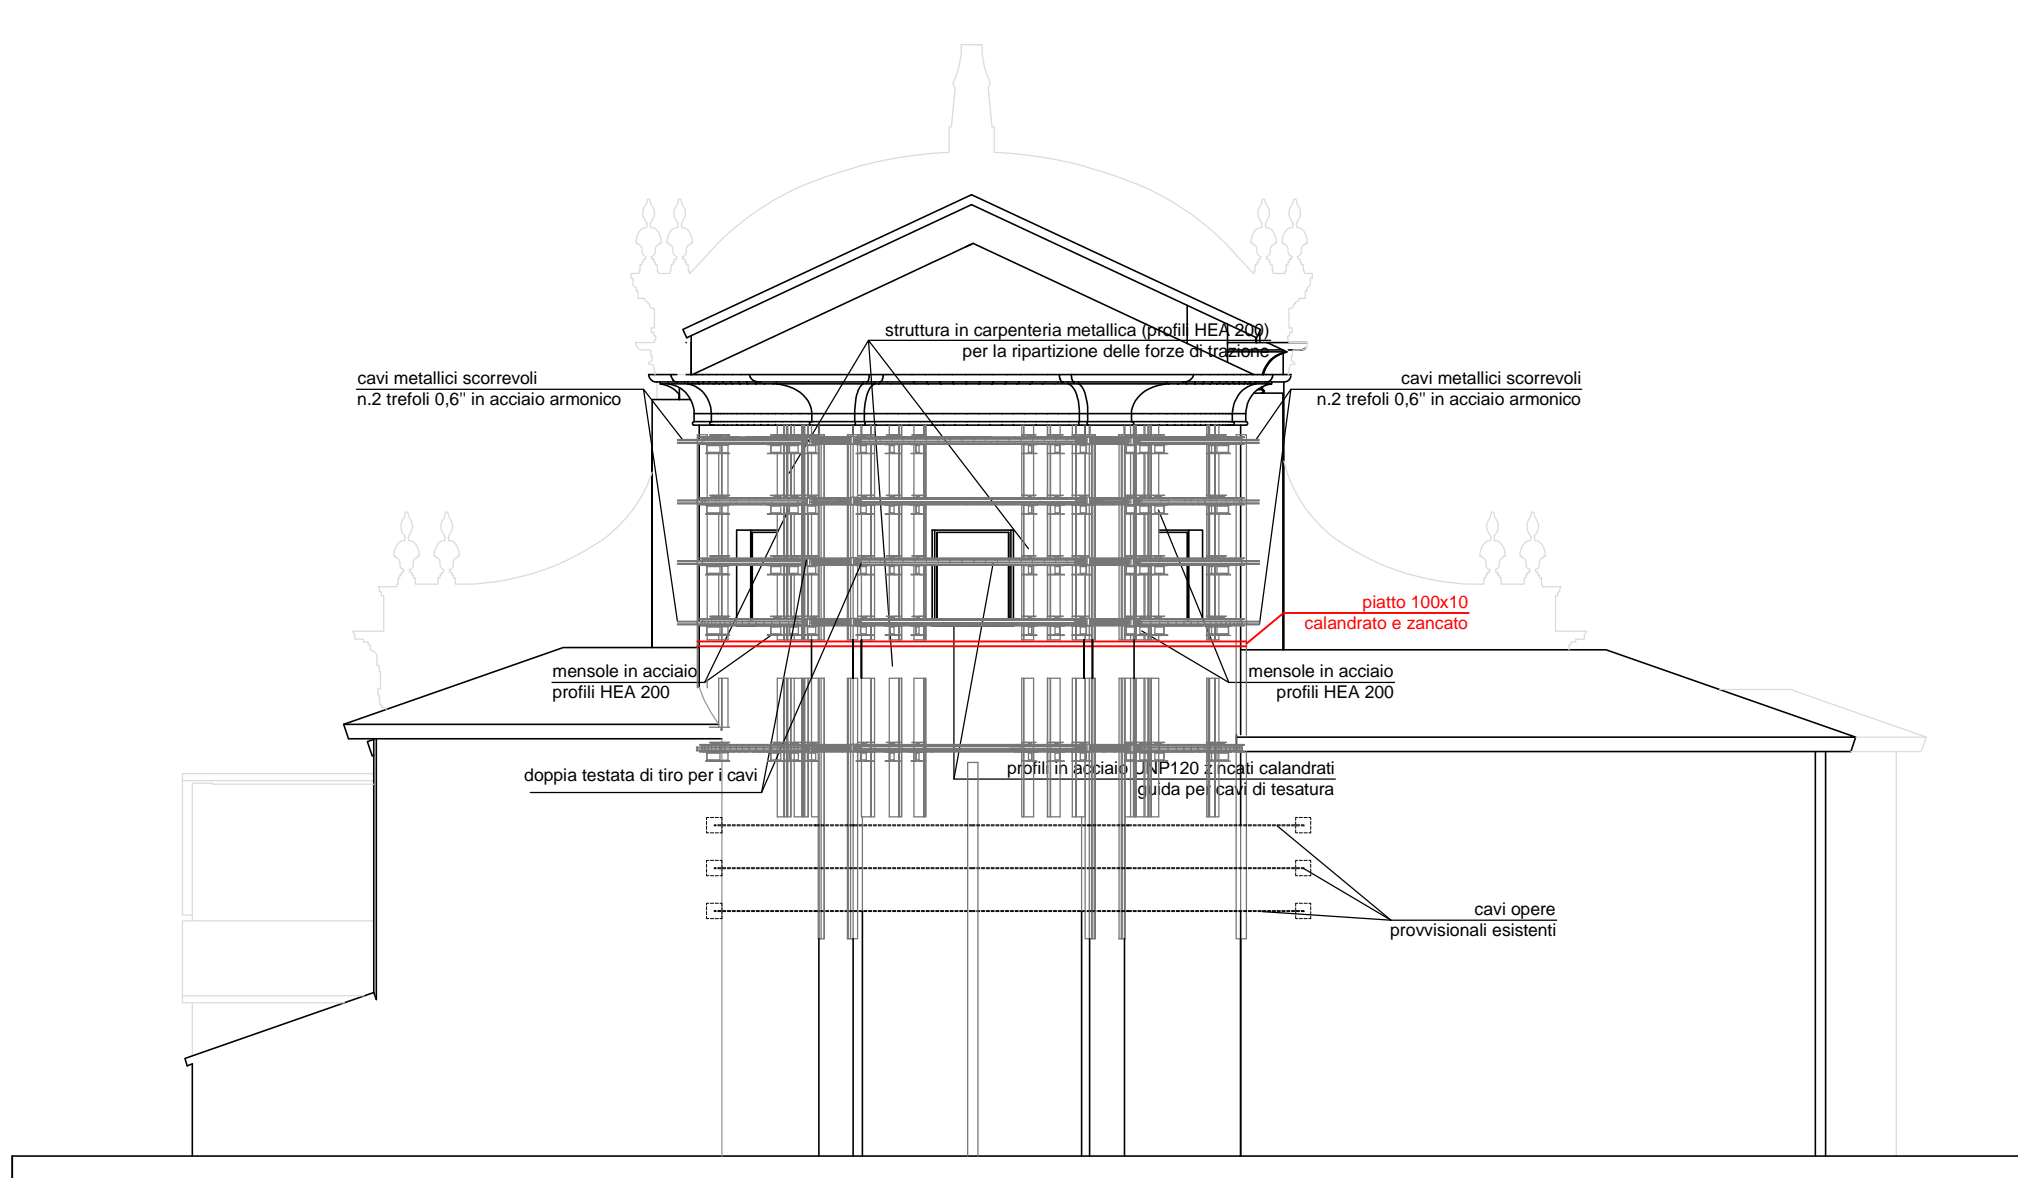 struttura in carpenteria metallica (profili HEA 200)
per la ripartizione delle forze di trazione
cavi metallici scorrevoli
n.2 trefoli 0,6" in acciaio armonico
cavi metallici scorrevoli
n.2 trefoli 0,6" in acciaio armonico
piatto 100x10
calandrato e zancato
mensole in acciaio
profili HEA 200
mensole in acciaio
profili HEA 200
doppia testata di tiro per i cavi
profili in acciaio UNP120 zincati calandrati
guida per cavi di tesatura
cavi opere
provvisionali esistenti